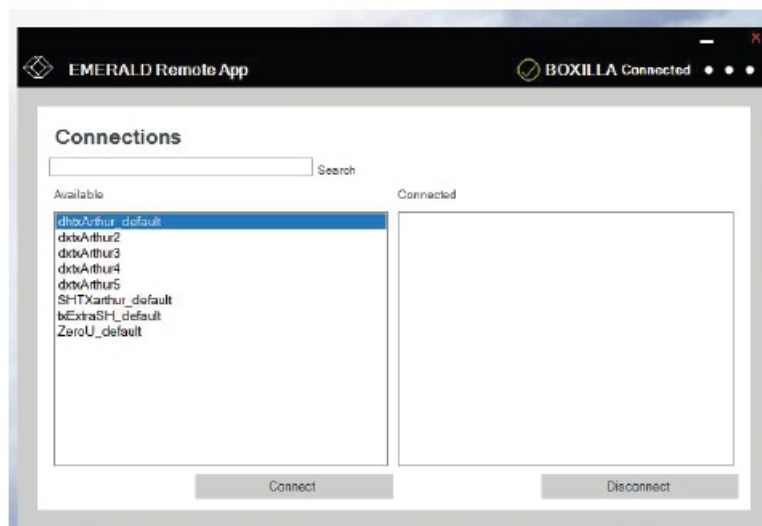 EMERALD Remote App
BOXILLA Connected
Connections
Search
Available
Connected
dhtxArthur_default
dxtxArthur2
dxtxArthur3
dxtxArthur4
dxtxArthur5
SHTXarthur_default
txExtraSH_default
ZeroU_default
Connect
Disconnect